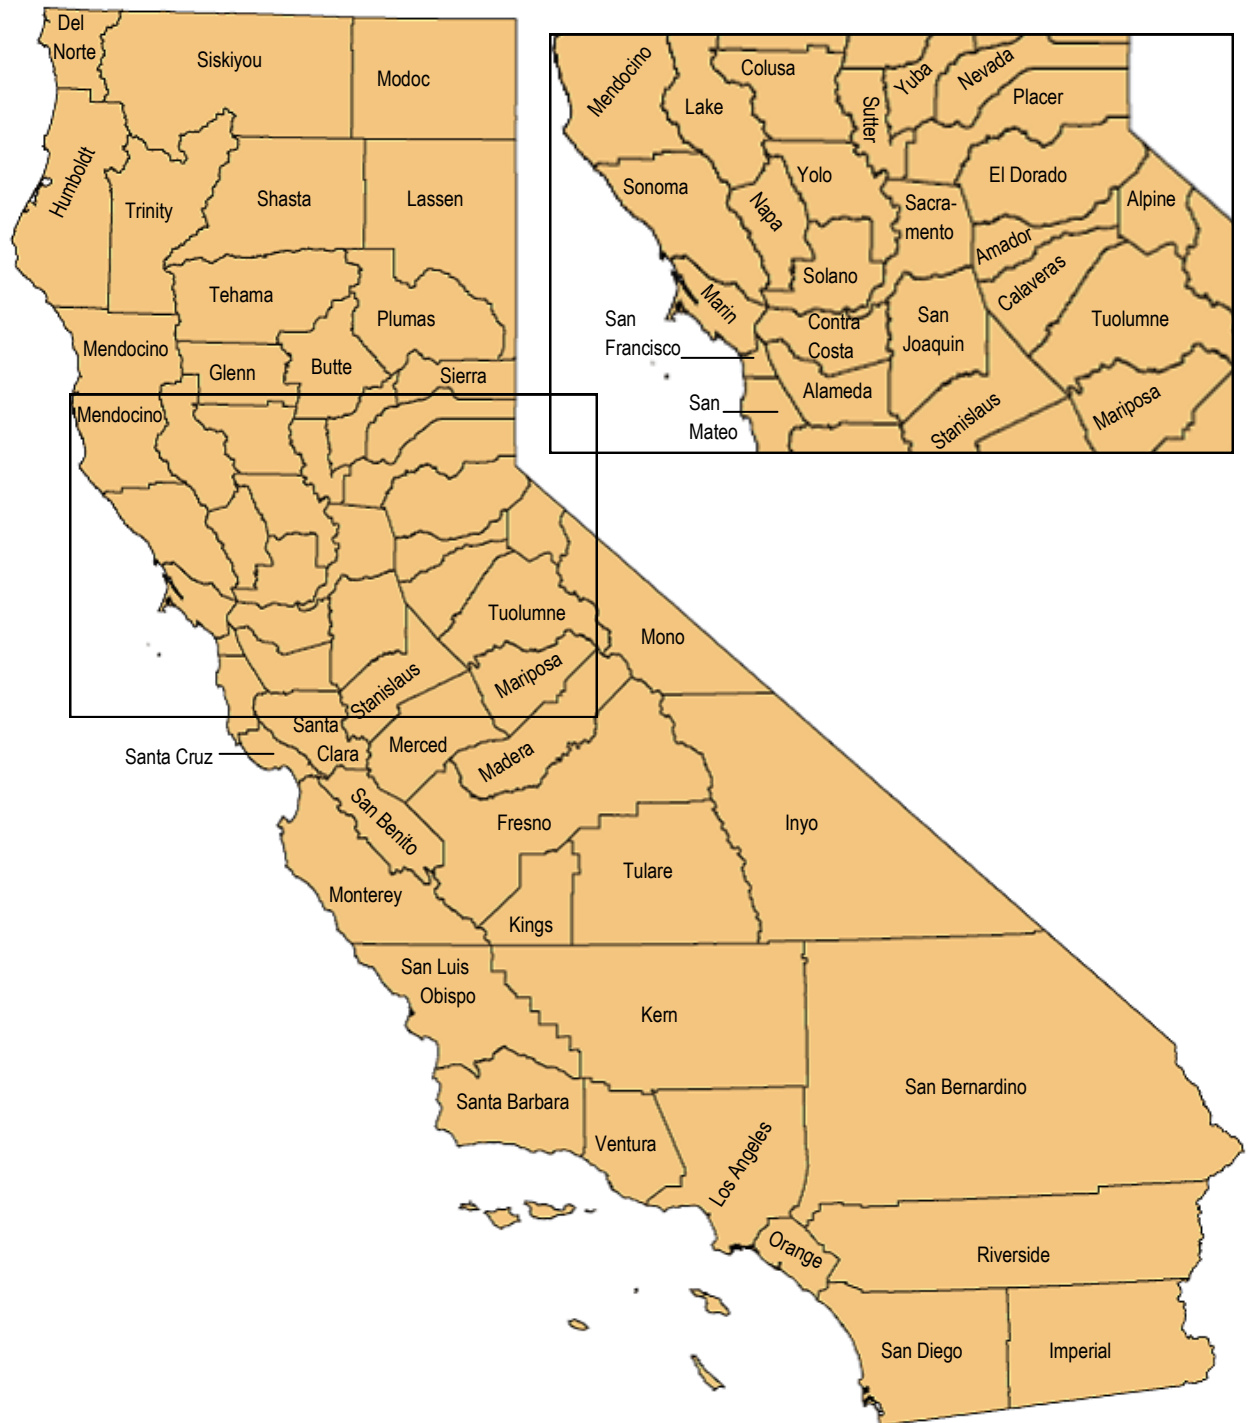 Del
Norte
Siskiyou
Modoc
Humboldt
Trinity
Shasta
Lassen
Tehama
Plumas
Mendocino
Glenn
Butte
Sierra
Mendocino
Tuolumne
Mono
Mariposa
Stanislaus
Santa
Clara
Merced
Madera
Santa Cruz
San Benito
Fresno
Inyo
Tulare
Monterey
Kings
San Luis
Obispo
Kern
San Bernardino
Santa Barbara
Ventura
Los Angeles
Orange
Riverside
San Diego
Imperial
Mendocino
Lake
Colusa
Sutter
Yuba
Nevada
Placer
Sonoma
Napa
Yolo
Sacra-
mento
El Dorado
Alpine
Amador
Calaveras
Solano
Marin
San
Francisco
Contra
Costa
San
Joaquin
Tuolumne
Alameda
San
Mateo
Stanislaus
Mariposa